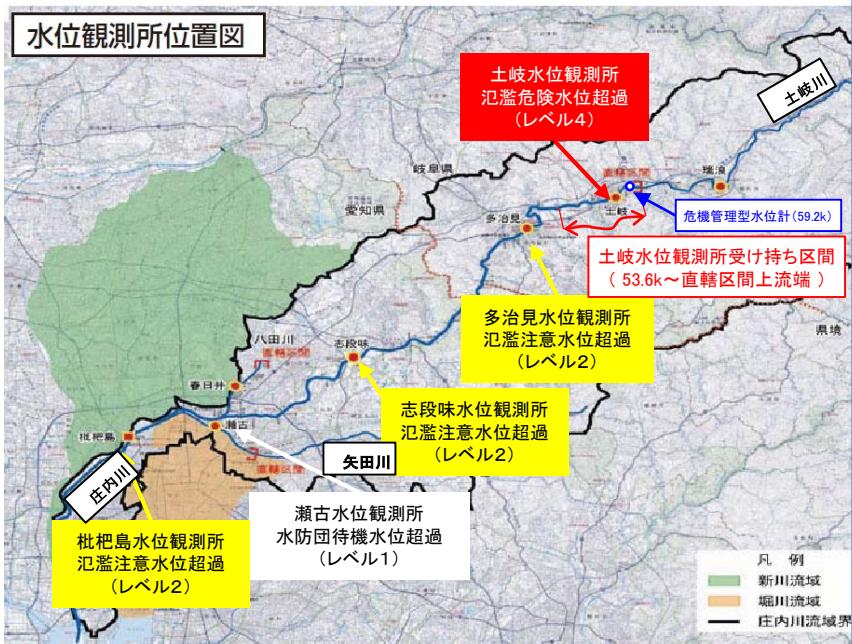 水位観測所位置図
土岐水位観測所
氾濫危険水位超過
(レベル4)
土岐川
岐阜県
愛知県
直轄区間
瑞浪
土岐
多治見
危機管理型水位計(59.2k)
土岐水位観測所受け持ち区間
( 53.6k～直轄区間上流端 )
県境
多治見水位観測所
氾濫注意水位超過
(レベル2)
八田川
直轄区間
志段味
春日井
志段味水位観測所
氾濫注意水位超過
(レベル2)
枇杷島
瀬古
直轄区間
矢田川
庄内川
瀬古水位観測所
水防団待機水位超過
(レベル1)
枇杷島水位観測所
氾濫注意水位超過
(レベル2)
凡 例
新川流域
堀川流域
庄内川流域界